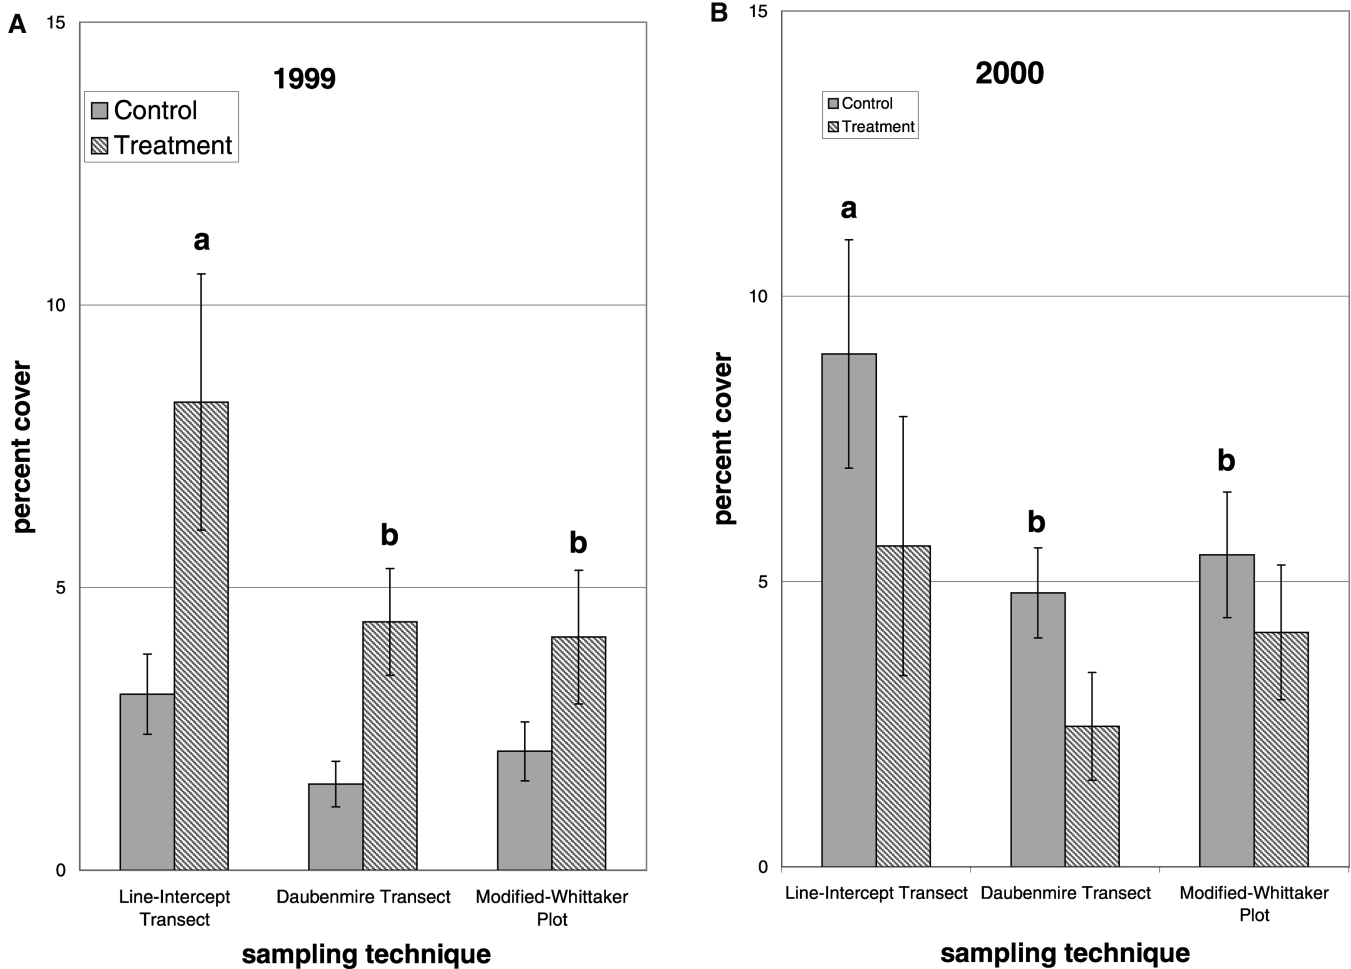 A
15
1999
Control
Treatment
a
10
b
b
5
0
percent cover
Line-Intercept
Transect
Daubenmire Transect
Modified-Whittaker
Plot
sampling technique
B
15
2000
Control
Treatment
a
10
b
b
5
0
percent cover
Line-Intercept Transect
Daubenmire Transect
Modified-Whittaker
Plot
sampling technique